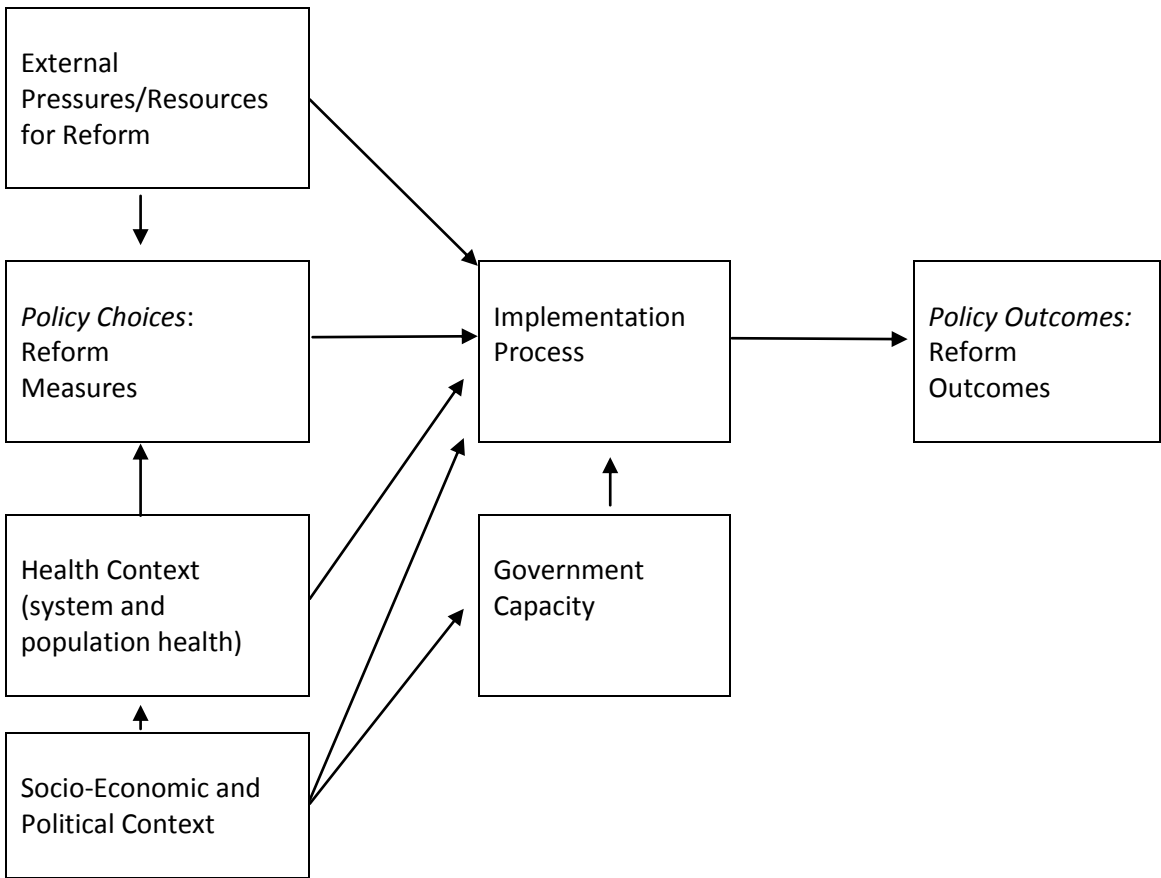 External
Pressures/Resources
for Reform
Policy Choices:
Reform
Measures
Implementation
Process
Policy Outcomes:
Reform
Outcomes
Health Context
(system and
population health)
Government
Capacity
Socio-Economic and
Political Context